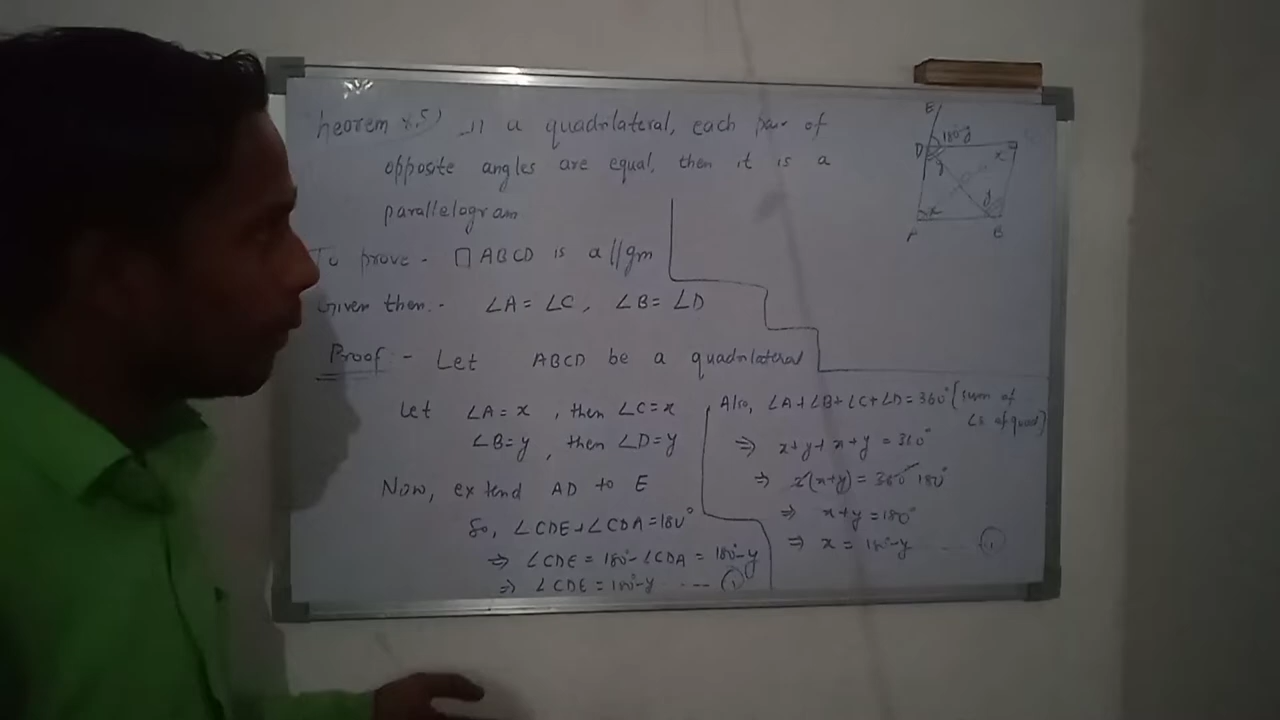 heorem 8.5) If a quadrilateral, each pair of
opposite angles are equal, then it is a
parallelogram
To prove - □ ABCD is a //gm
Given then. - ∠A = ∠C, ∠B = ∠D
Proof :- Let ABCD be a quadrilateral
Let ∠A = x , then ∠C = x
∠B = y , then ∠D = y
Now, extend AD to E
So, ∠CDE + ∠CDA = 180°
⇒ ∠CDE = 180° - ∠CDA = 180° - y
⇒ ∠CDE = 180° - y ---- (1)
Also, ∠A + ∠B + ∠C + ∠D = 360° (sum of
∠s of quad)
⇒ x + y + x + y = 360°
⇒ 2(x+y) = 360° 180°
⇒ x + y = 180°
⇒ x = 180° - y ---- (1)
E
D 180°-y
y x
y
x
A B